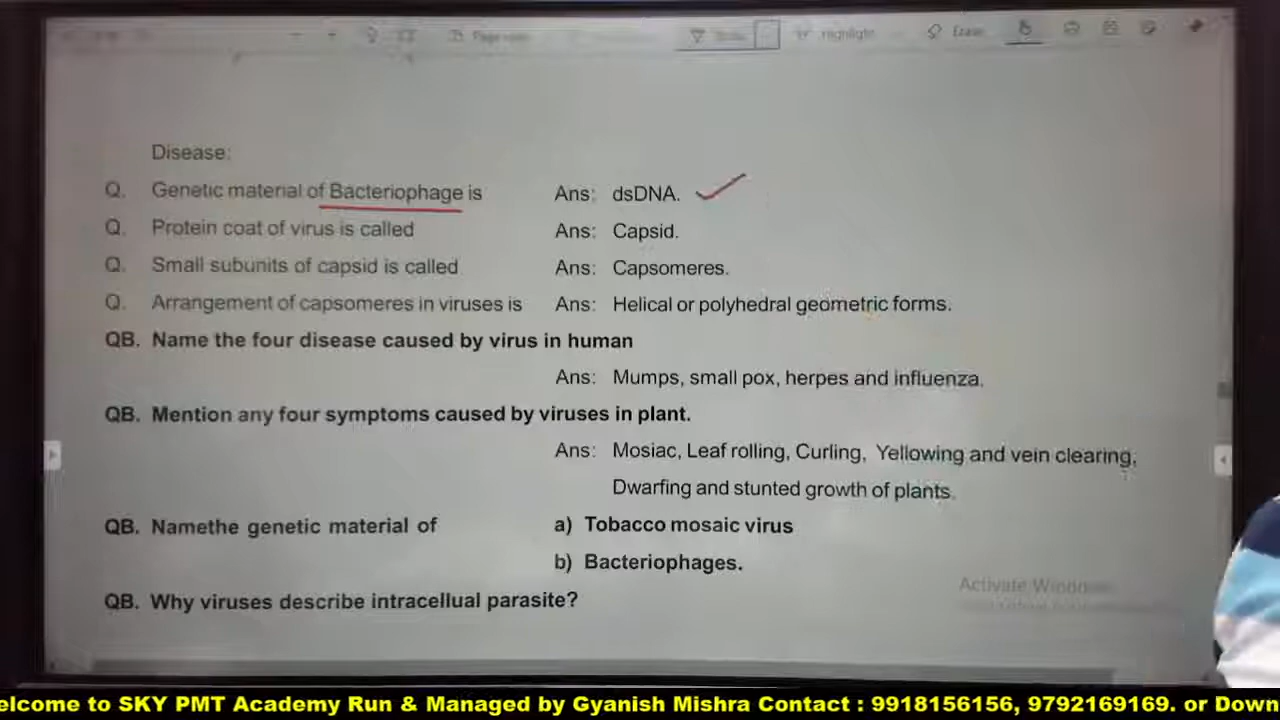 Page view
Highlight
Erase
Disease:
Q. Genetic material of Bacteriophage is Ans: dsDNA.
Q. Protein coat of virus is called Ans: Capsid.
Q. Small subunits of capsid is called Ans: Capsomeres.
Q. Arrangement of capsomeres in viruses is Ans: Helical or polyhedral geometric forms.
QB. Name the four disease caused by virus in human
Ans: Mumps, small pox, herpes and influenza.
QB. Mention any four symptoms caused by viruses in plant.
Ans: Mosiac, Leaf rolling, Curling, Yellowing and vein clearing,
Dwarfing and stunted growth of plants.
QB. Namethe genetic material of a) Tobacco mosaic virus
b) Bacteriophages.
Activate Windows
QB. Why viruses describe intracellual parasite?
elcome to SKY PMT Academy Run & Managed by Gyanish Mishra Contact : 9918156156, 9792169169. or Down